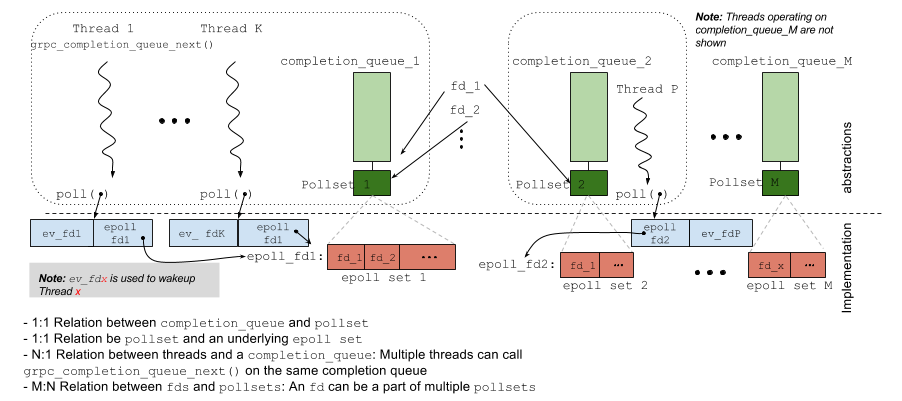 Thread 1
grpc_completion_queue_next()
Thread K
completion_queue_1
fd_1
fd_2
completion_queue_2
Thread P
Note: Threads operating on
completion_queue_M are not
shown
completion_queue_M
abstractions
Pollset 1
Pollset 2
Pollset M
poll( )
poll( )
poll( )
ev_fd1
epoll
fd1
ev_ fdK
epoll
fd1
epoll_fd1:
fd_1
fd_2
...
epoll set 1
epoll
fd2
ev_fdP
epoll_fd2:
fd_1
...
epoll set 2
fd_x
...
epoll set M
Implementation
Note: ev_fdx is used to wakeup
Thread x
- 1:1 Relation between completion_queue and pollset
- 1:1 Relation be pollset and an underlying epoll set
- N:1 Relation between threads and a completion_queue: Multiple threads can call
grpc_completion_queue_next() on the same completion queue
- M:N Relation between fds and pollsets: An fd can be a part of multiple pollsets